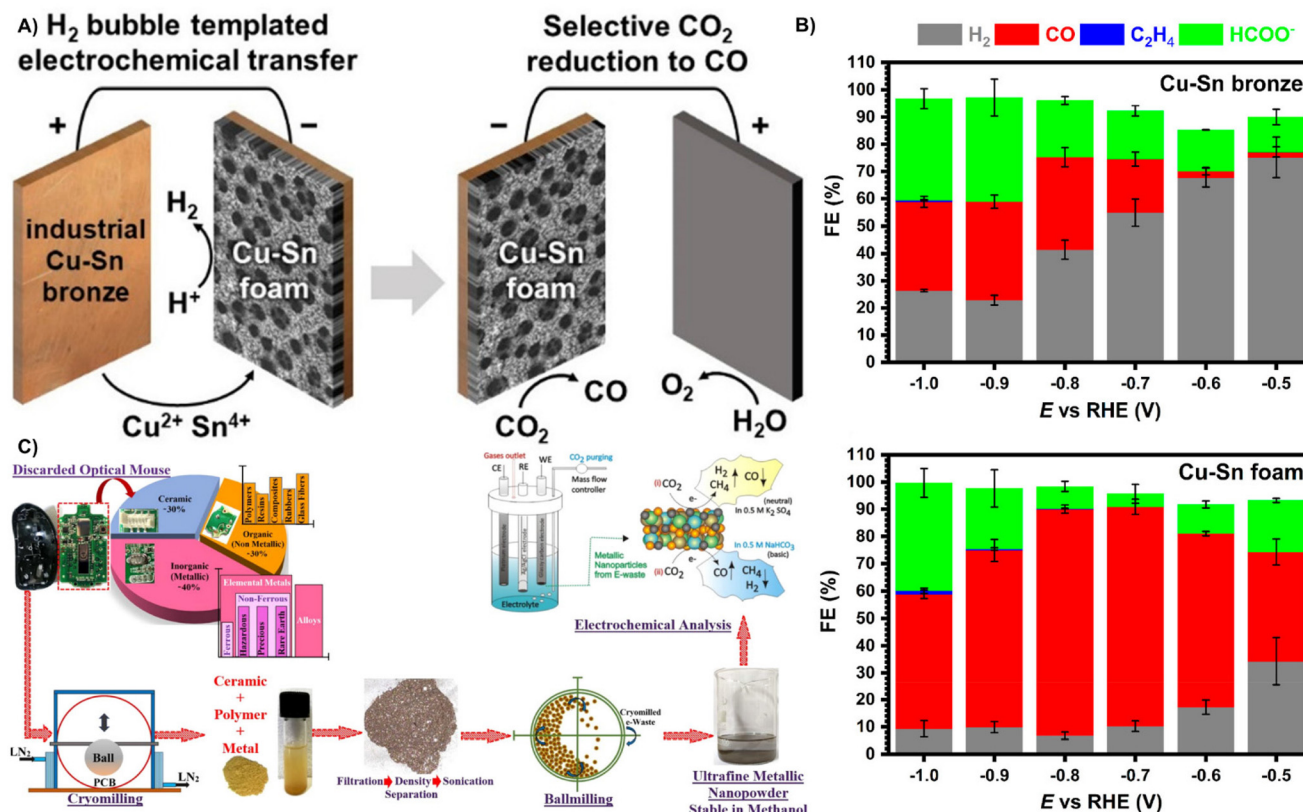 A)
H₂ bubble templated
electrochemical transfer
+
−
industrial
Cu-Sn
bronze
H₂
H⁺
Cu-Sn
foam
Cu²⁺ Sn⁴⁺
Selective CO₂
reduction to CO
−
+
Cu-Sn
foam
CO
CO₂
O₂
H₂O
B)
H₂ CO C₂H₄ HCOO⁻
Cu-Sn bronze
FE (%)
110
100
90
80
70
60
50
40
30
20
10
0
-1.0 -0.9 -0.8 -0.7 -0.6 -0.5
E vs RHE (V)
Cu-Sn foam
FE (%)
110
100
90
80
70
60
50
40
30
20
10
0
-1.0 -0.9 -0.8 -0.7 -0.6 -0.5
E vs RHE (V)
C)
Discarded Optical Mouse
Ceramic
~30%
Organic
(Non Metallic)
~30%
Inorganic
(Metallic)
~40%
Polymers
Resins
Composites
Rubbers
Glass Fibers
Elemental Metals
Non-Ferrous
Ferrous
Hazardous
Precious
Rare Earth
Alloys
LN₂
Ball
PCB
LN₂
Cryomilling
Ceramic
+
Polymer
+
Metal
Filtration Density Sonication
Separation
Cryomilled
e-Waste
Ballmilling
Ultrafine Metallic
Nanopowder
Stable in Methanol
Electrochemical Analysis
Gases outlet
CE
RE
WE
CO₂ purging
Mass flow
controller
Ag/AgCl electrode
Electrolyte
Metallic
Nanoparticles
from E-waste
(i) CO₂
e-
H₂
CH₄
CO
(neutral)
In 0.5 M K₂SO₄
(ii) CO₂
e-
In 0.5 M NaHCO₃
(basic)
CO
CH₄
H₂